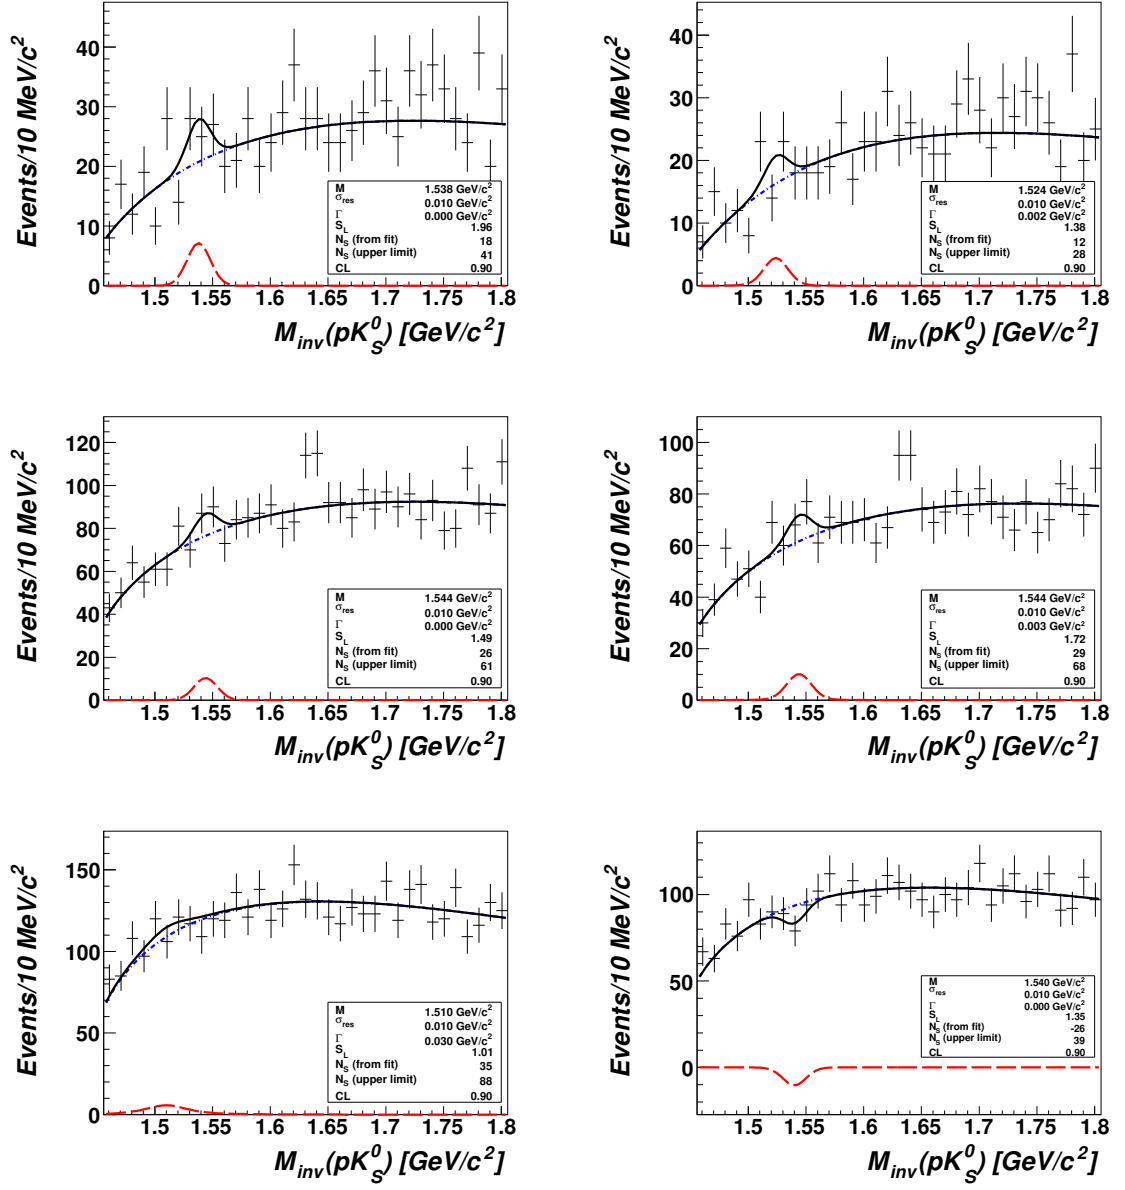 Events/10 MeV/c²
40
30
20
10
0
M 1.538 GeV/c²
σres 0.010 GeV/c²
Γ 0.000 GeV/c²
SL 1.96
NS (from fit) 18
NS (upper limit) 41
CL 0.90
1.5 1.55 1.6 1.65 1.7 1.75 1.8
Minv(pK⁰S) [GeV/c²]
Events/10 MeV/c²
40
30
20
10
0
M 1.524 GeV/c²
σres 0.010 GeV/c²
Γ 0.002 GeV/c²
SL 1.38
NS (from fit) 12
NS (upper limit) 28
CL 0.90
1.5 1.55 1.6 1.65 1.7 1.75 1.8
Minv(pK⁰S) [GeV/c²]
Events/10 MeV/c²
120
100
80
60
40
20
0
M 1.544 GeV/c²
σres 0.010 GeV/c²
Γ 0.000 GeV/c²
SL 1.49
NS (from fit) 26
NS (upper limit) 61
CL 0.90
1.5 1.55 1.6 1.65 1.7 1.75 1.8
Minv(pK⁰S) [GeV/c²]
Events/10 MeV/c²
100
80
60
40
20
0
M 1.544 GeV/c²
σres 0.010 GeV/c²
Γ 0.003 GeV/c²
SL 1.72
NS (from fit) 29
NS (upper limit) 68
CL 0.90
1.5 1.55 1.6 1.65 1.7 1.75 1.8
Minv(pK⁰S) [GeV/c²]
Events/10 MeV/c²
150
100
50
0
M 1.510 GeV/c²
σres 0.010 GeV/c²
Γ 0.030 GeV/c²
SL 1.01
NS (from fit) 35
NS (upper limit) 88
CL 0.90
1.5 1.55 1.6 1.65 1.7 1.75 1.8
Minv(pK⁰S) [GeV/c²]
Events/10 MeV/c²
100
50
0
M 1.540 GeV/c²
σres 0.010 GeV/c²
Γ 0.000 GeV/c²
SL 1.35
NS (from fit) -26
NS (upper limit) 39
CL 0.90
1.5 1.55 1.6 1.65 1.7 1.75 1.8
Minv(pK⁰S) [GeV/c²]